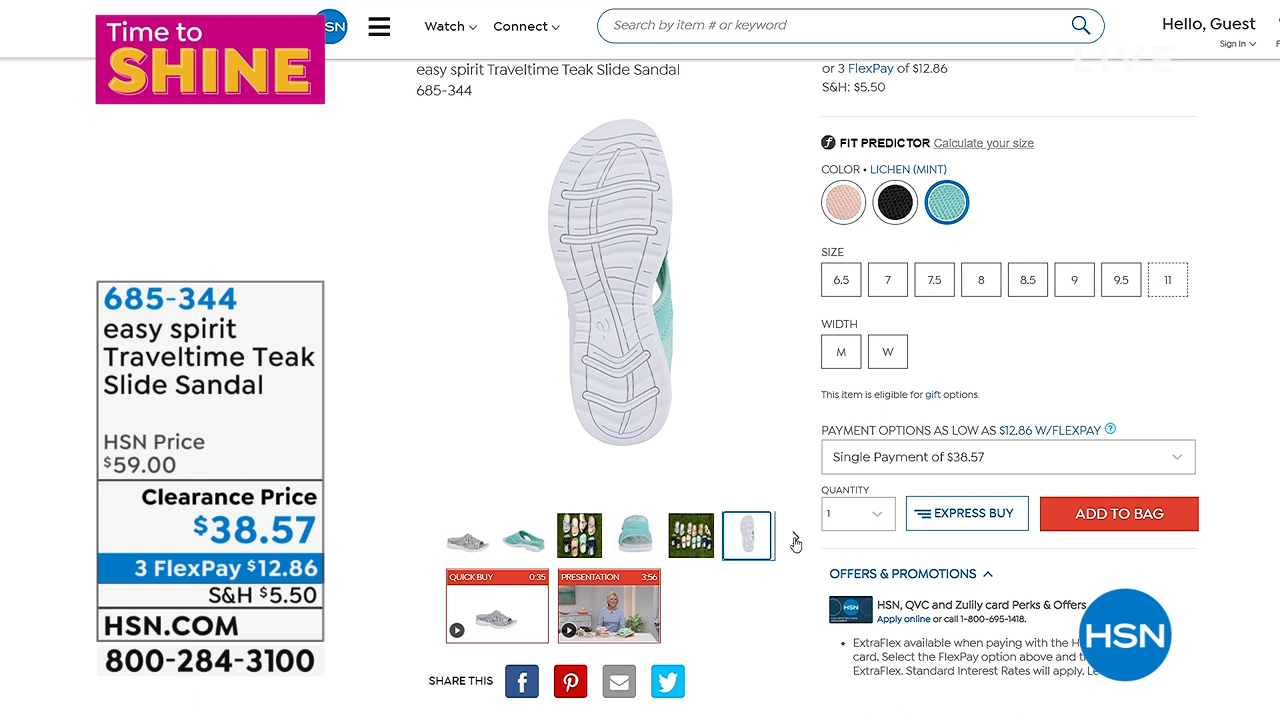 Time to
SHINE
HSN
Watch
Connect
Search by item # or keyword
Hello, Guest
Sign In
LIVE
easy spirit Traveltime Teak Slide Sandal
685-344
or 3 FlexPay of $12.86
S&H: $5.50
FIT PREDICTOR Calculate your size
COLOR • LICHEN (MINT)
SIZE
6.5 7 7.5 8 8.5 9 9.5 11
WIDTH
M W
This item is eligible for gift options.
PAYMENT OPTIONS AS LOW AS $12.86 W/FLEXPAY ?
Single Payment of $38.57
QUANTITY
1
EXPRESS BUY
ADD TO BAG
OFFERS & PROMOTIONS
HSN
HSN, QVC and Zulily card Perks & Offers
Apply online or call 1-800-695-1418.
• ExtraFlex available when paying with the H
card. Select the FlexPay option above and
ExtraFlex. Standard Interest Rates will apply.
HSN
685-344
easy spirit
Traveltime Teak
Slide Sandal
HSN Price
$59.00
Clearance Price
$38.57
3 FlexPay $12.86
S&H $5.50
HSN.COM
800-284-3100
QUICK BUY 0:35
PRESENTATION 3:56
SHARE THIS